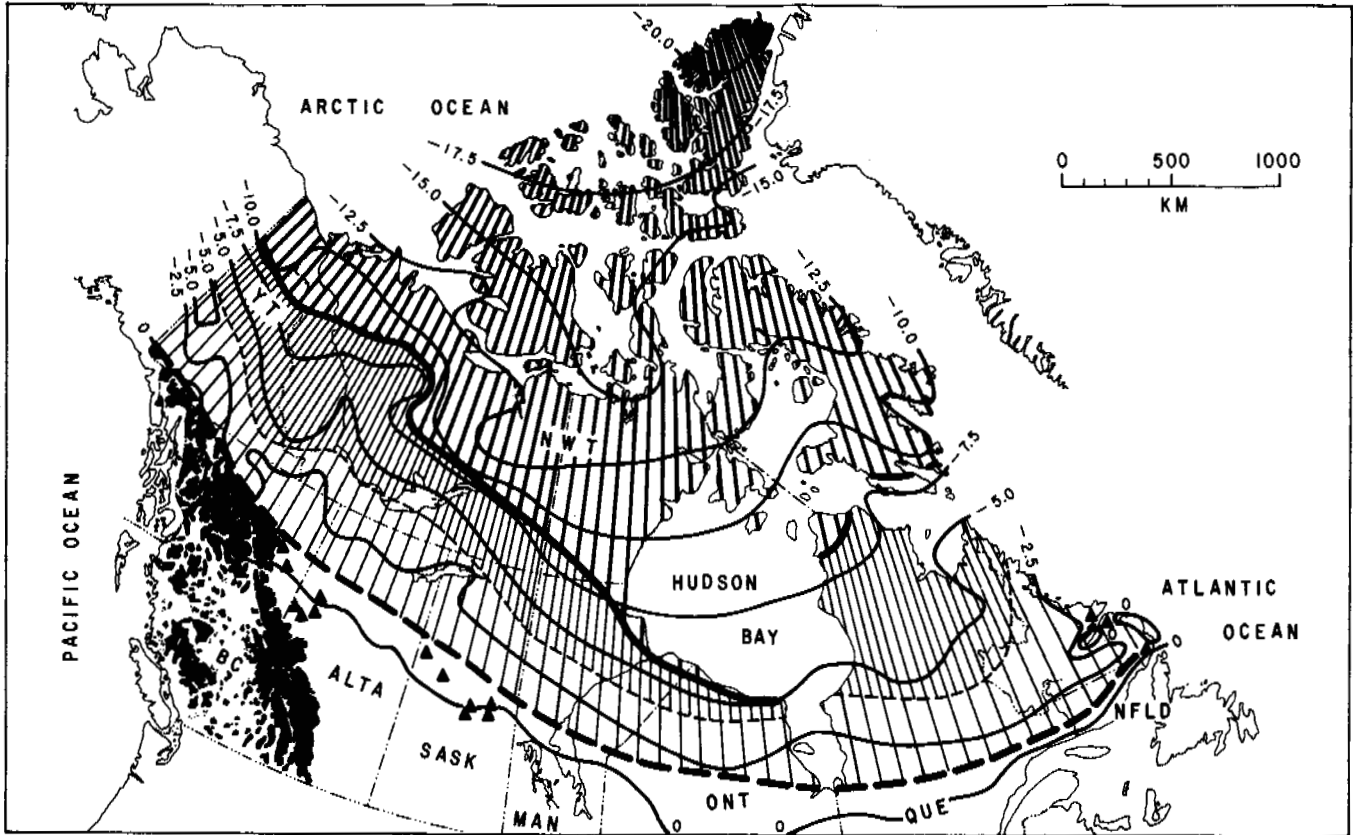 -20.0
ARCTIC OCEAN
-17.5
-17.5
0 500 1000
KM
-15.0
-15.0
-12.5
-10.0
-7.5
-5.0
-5.0
-2.5
-12.5
-10.0
YT
0
NWT
-7.5
-5.0
-2.5
PACIFIC OCEAN
HUDSON
BAY
ATLANTIC
OCEAN
0
0
BC
ALTA
SASK
MAN
ONT
QUE
NFLD
0
0